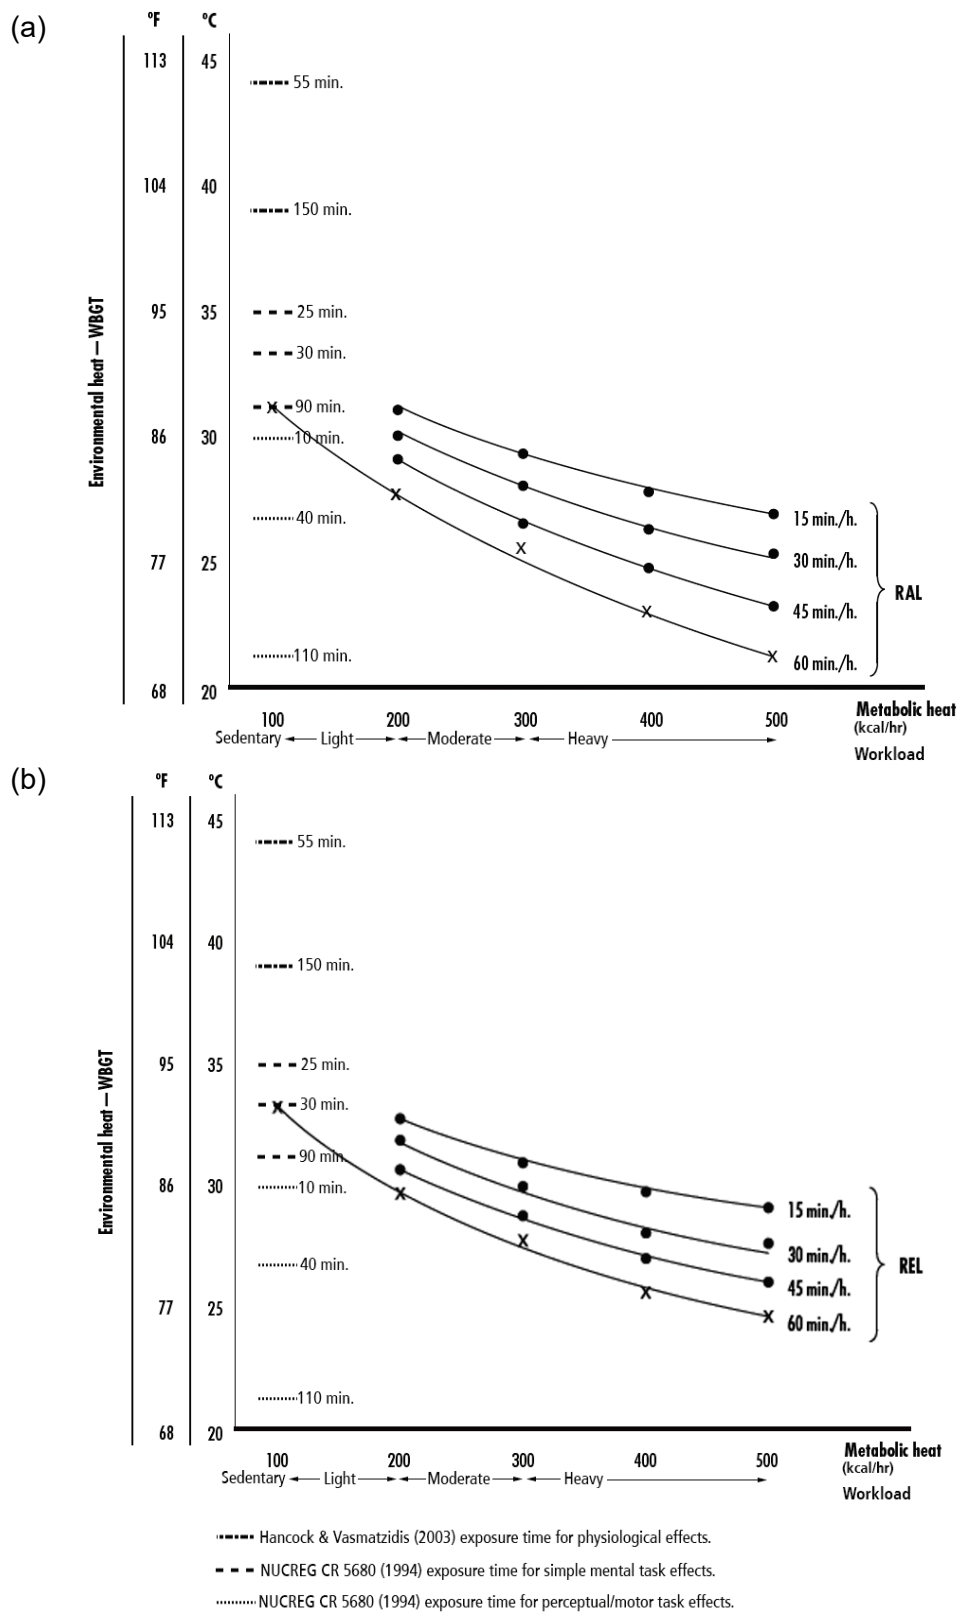 (a)
ºF ºC
113 45
55 min.
104 40
150 min.
Environmental heat — WBGT
95 35
25 min.
30 min.
90 min.
86 30
10 min.
40 min.
15 min./h.
77 25
30 min./h.
RAL
45 min./h.
110 min.
60 min./h.
68 20
100 200 300 400 500
Metabolic heat
(kcal/hr)
Sedentary Light Moderate Heavy
Workload
(b)
ºF ºC
113 45
55 min.
104 40
150 min.
Environmental heat — WBGT
95 35
25 min.
30 min.
90 min.
86 30
10 min.
15 min./h.
30 min./h.
40 min.
REL
45 min./h.
77 25
60 min./h.
110 min.
68 20
100 200 300 400 500
Metabolic heat
(kcal/hr)
Sedentary Light Moderate Heavy
Workload
Hancock & Vasmatzidis (2003) exposure time for physiological effects.
NUCREG CR 5680 (1994) exposure time for simple mental task effects.
NUCREG CR 5680 (1994) exposure time for perceptual/motor task effects.